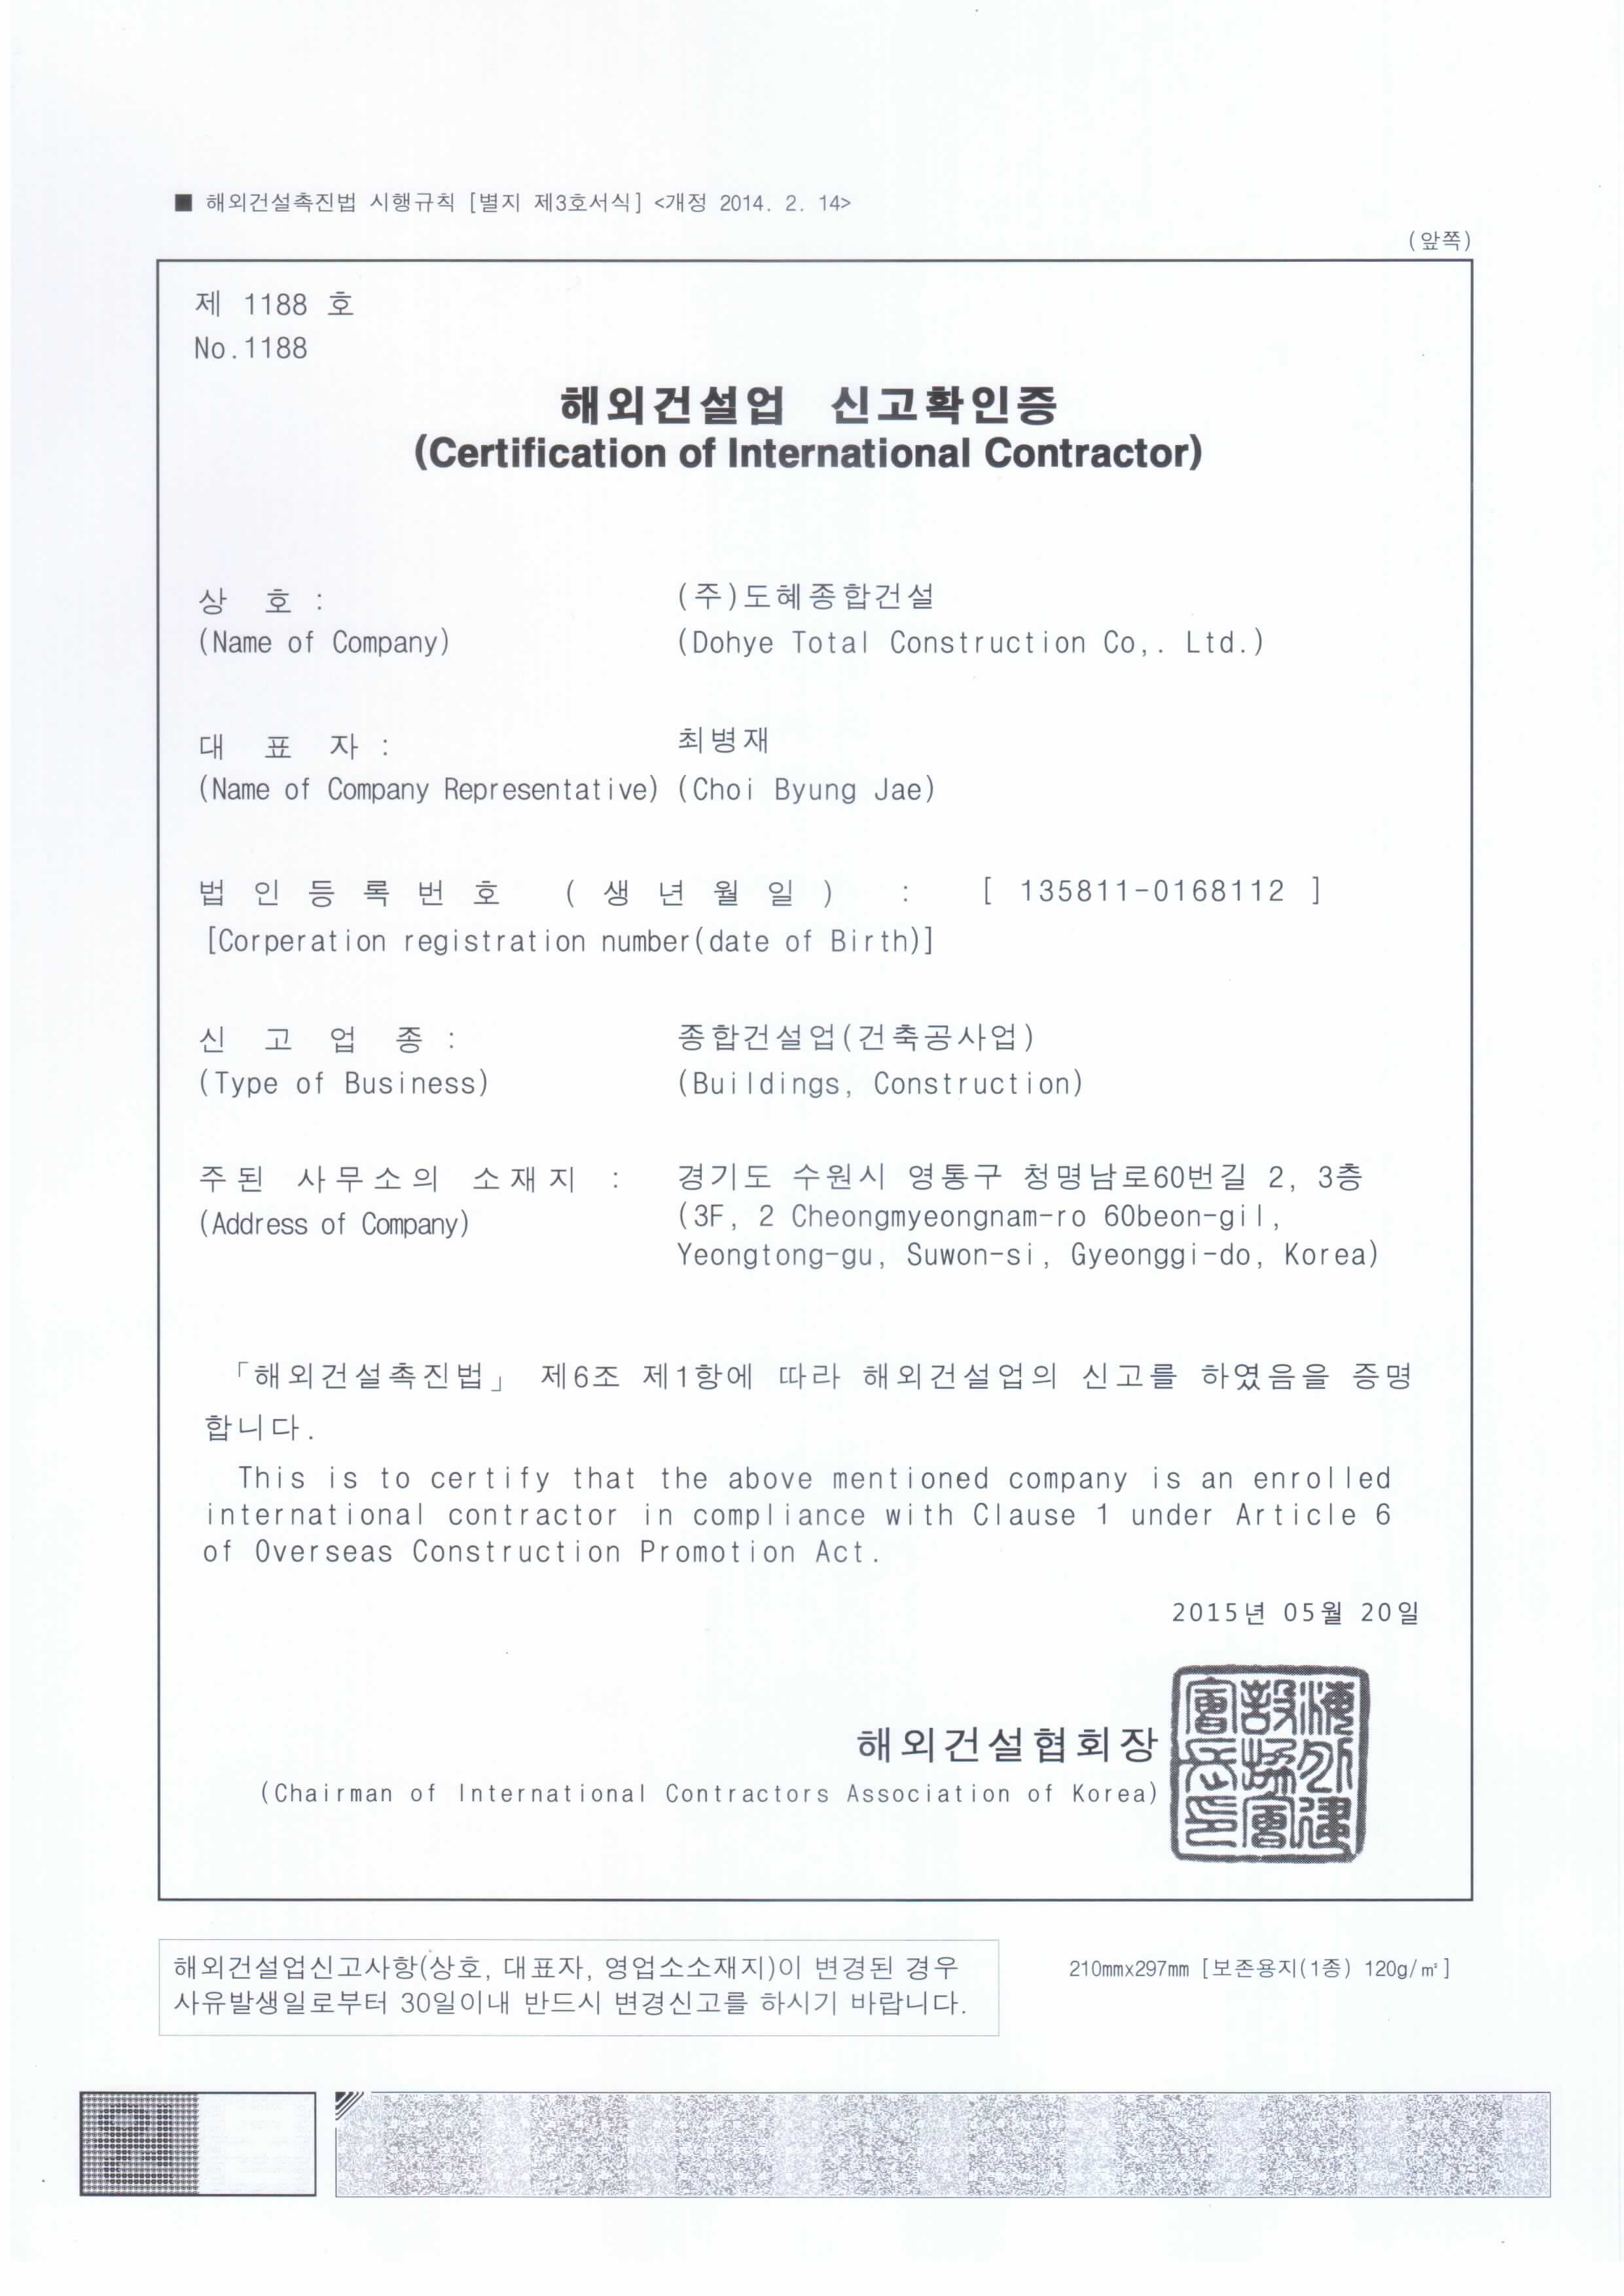 ■ 해외건설촉진법 시행규칙 [별지 제3호서식] <개정 2014. 2. 14>
(앞쪽)
제 1188 호
No.1188
해외건설업 신고확인증
(Certification of International Contractor)
상 호 : (주)도혜종합건설
(Name of Company) (Dohye Total Construction Co,. Ltd.)
대 표 자 : 최병재
(Name of Company Representative) (Choi Byung Jae)
법 인 등 록 번 호 ( 생 년 월 일 ) : [ 135811-0168112 ]
[Corperation registration number(date of Birth)]
신 고 업 종 : 종합건설업(건축공사업)
(Type of Business) (Buildings, Construction)
주된 사무소의 소재지 : 경기도 수원시 영통구 청명남로60번길 2, 3층
(Address of Company) (3F, 2 Cheongmyeongnam-ro 60beon-gil,
Yeongtong-gu, Suwon-si, Gyeonggi-do, Korea)
「해외건설촉진법」 제6조 제1항에 따라 해외건설업의 신고를 하였음을 증명
합니다.
This is to certify that the above mentioned company is an enrolled
international contractor in compliance with Clause 1 under Article 6
of Overseas Construction Promotion Act.
2015년 05월 20일
해외건설협회장
(Chairman of International Contractors Association of Korea)
海外建
設協會
會長印
해외건설업신고사항(상호, 대표자, 영업소소재지)이 변경된 경우
사유발생일로부터 30일이내 반드시 변경신고를 하시기 바랍니다.
210mm×297mm [보존용지(1종) 120g/㎡]